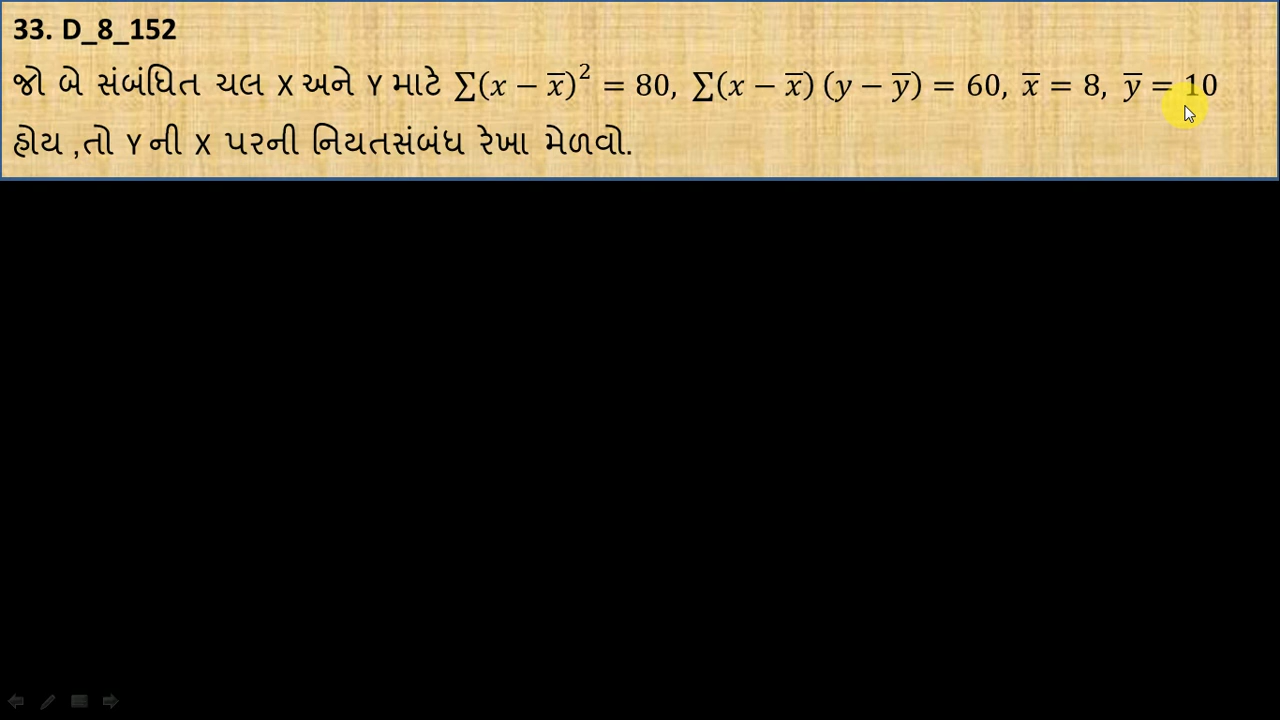 33. D_8_152
જો બે સંબંધિત ચલ X અને Y માટે ∑(x − x̅)² = 80, ∑(x − x̅) (y − y̅) = 60, x̅ = 8, y̅ = 10
હોય ,તો Y ની X પરની નિયતસંબંધ રેખા મેળવો.